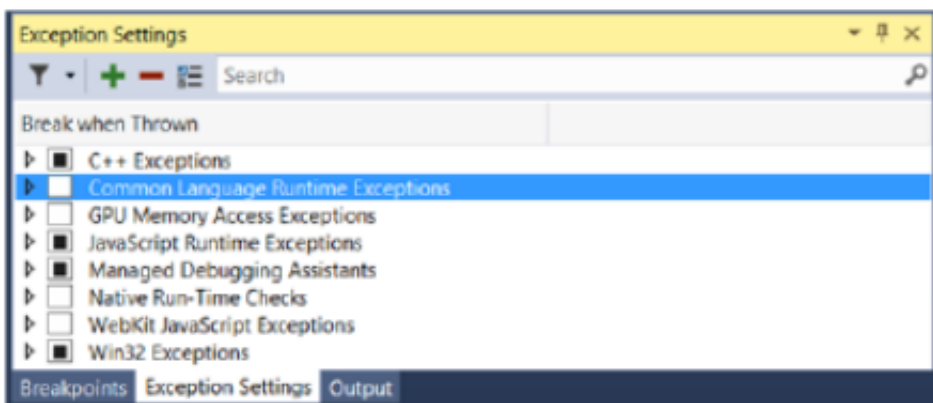 Exception Settings
Search
Break when Thrown
C++ Exceptions
Common Language Runtime Exceptions
GPU Memory Access Exceptions
JavaScript Runtime Exceptions
Managed Debugging Assistants
Native Run-Time Checks
WebKit JavaScript Exceptions
Win32 Exceptions
Breakpoints Exception Settings Output